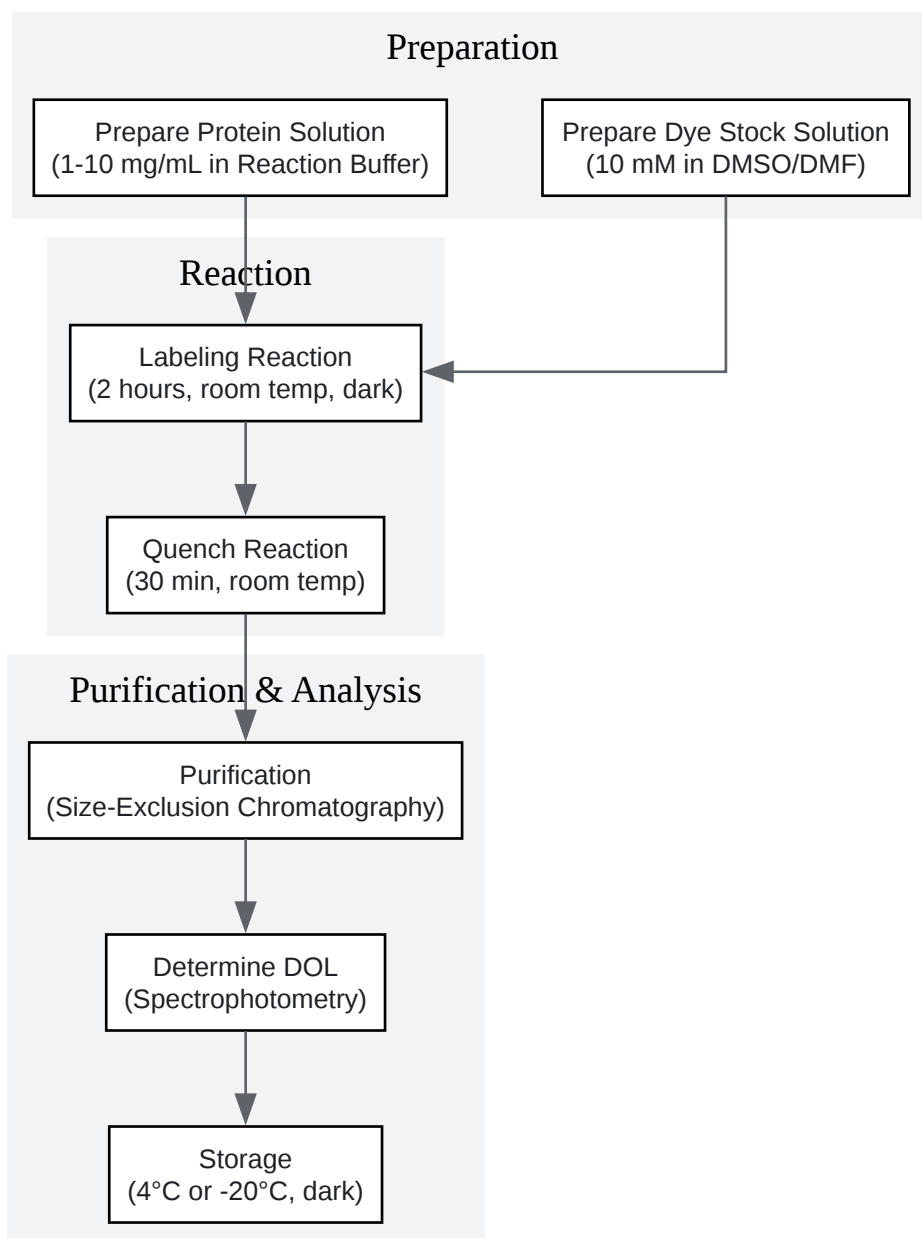 Preparation
Prepare Protein Solution
(1-10 mg/mL in Reaction Buffer)
Prepare Dye Stock Solution
(10 mM in DMSO/DMF)
Reaction
Labeling Reaction
(2 hours, room temp, dark)
Quench Reaction
(30 min, room temp)
Purification & Analysis
Purification
(Size-Exclusion Chromatography)
Determine DOL
(Spectrophotometry)
Storage
(4°C or -20°C, dark)